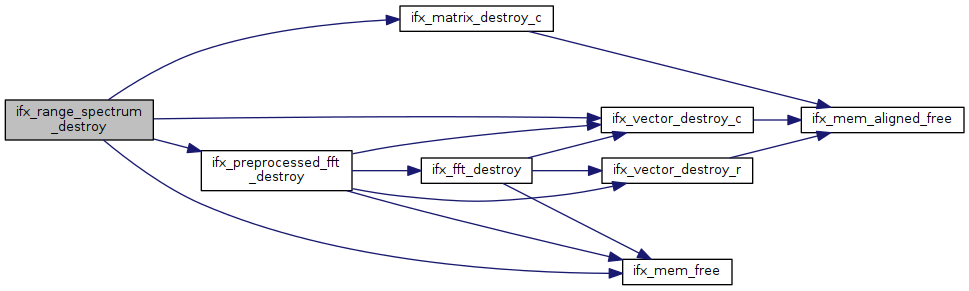 ifx_matrix_destroy_c
ifx_range_spectrum
_destroy
ifx_vector_destroy_c
ifx_mem_aligned_free
ifx_preprocessed_fft
_destroy
ifx_fft_destroy
ifx_vector_destroy_r
ifx_mem_free